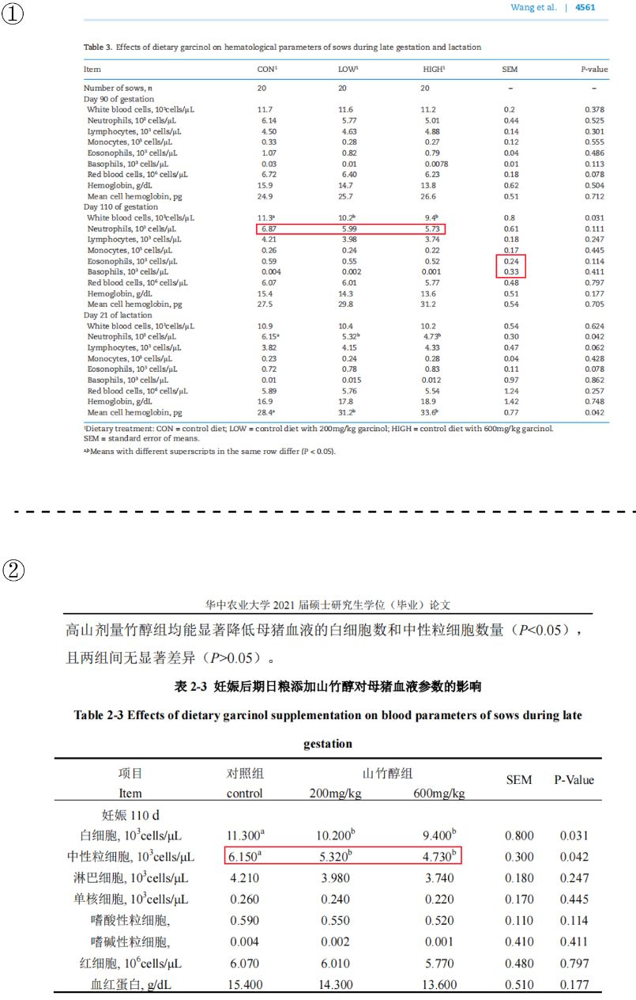 ①
Wang et al. | 4561
Table 3. Effects of dietary garcinol on hematological parameters of sows during late gestation and lactation
Item CON¹ LOW¹ HIGH¹ SEM P-value
Number of sows, n 20 20 20 – –
Day 90 of gestation
White blood cells, 10³cells/μL 11.7 11.6 11.2 0.2 0.378
Neutrophils, 10³ cells/μL 6.14 5.77 5.01 0.44 0.525
Lymphocytes, 10³ cells/μL 4.50 4.63 4.88 0.14 0.301
Monocytes, 10³ cells/μL 0.33 0.28 0.27 0.12 0.555
Eosonophils, 10³ cells/μL 1.07 0.82 0.79 0.04 0.486
Basophils, 10³ cells/μL 0.03 0.01 0.0078 0.01 0.113
Red blood cells, 10⁶ cells/μL 6.72 6.40 6.23 0.18 0.078
Hemoglobin, g/dL 15.9 14.7 13.8 0.62 0.504
Mean cell hemoglobin, pg 24.9 25.7 26.6 0.51 0.712
Day 110 of gestation
White blood cells, 10³cells/μL 11.3ᵃ 10.2ᵇ 9.4ᵇ 0.8 0.031
Neutrophils, 10³ cells/μL 6.87 5.99 5.73 0.61 0.111
Lymphocytes, 10³ cells/μL 4.21 3.98 3.74 0.18 0.247
Monocytes, 10³ cells/μL 0.26 0.24 0.22 0.17 0.445
Eosonophils, 10³ cells/μL 0.59 0.55 0.52 0.24 0.114
Basophils, 10³ cells/μL 0.004 0.002 0.001 0.33 0.411
Red blood cells, 10⁶ cells/μL 6.07 6.01 5.77 0.48 0.797
Hemoglobin, g/dL 15.4 14.3 13.6 0.51 0.177
Mean cell hemoglobin, pg 27.5 29.8 31.2 0.54 0.705
Day 21 of lactation
White blood cells, 10³cells/μL 10.9 10.4 10.2 0.54 0.624
Neutrophils, 10³ cells/μL 6.15ᵃ 5.32ᵇ 4.73ᵇ 0.30 0.042
Lymphocytes, 10³ cells/μL 3.82 4.15 4.33 0.47 0.062
Monocytes, 10³ cells/μL 0.23 0.24 0.28 0.04 0.428
Eosonophils, 10³ cells/μL 0.72 0.78 0.83 0.11 0.078
Basophils, 10³ cells/μL 0.01 0.015 0.012 0.97 0.862
Red blood cells, 10⁶ cells/μL 5.89 5.76 5.54 1.24 0.257
Hemoglobin, g/dL 16.9 17.8 18.9 1.42 0.748
Mean cell hemoglobin, pg 28.4ᵃ 31.2ᵇ 33.6ᵇ 0.77 0.042
¹Dietary treatment: CON = control diet; LOW = control diet with 200mg/kg garcinol; HIGH = control diet with 600mg/kg garcinol.
SEM = standard error of means.
ᵃ,ᵇMeans with different superscripts in the same row differ (P < 0.05).
②
华中农业大学 2021 届硕士研究生学位（毕业）论文
高山剂量竹醇组均能显著降低母猪血液的白细胞数和中性粒细胞数量（P<0.05），
且两组间无显著差异（P>0.05）。
表 2-3 妊娠后期日粮添加山竹醇对母猪血液参数的影响
Table 2-3 Effects of dietary garcinol supplementation on blood parameters of sows during late
gestation
项目 对照组 山竹醇组 SEM P-Value
Item control 200mg/kg 600mg/kg
妊娠 110 d
白细胞, 10³cells/μL 11.300ᵃ 10.200ᵇ 9.400ᵇ 0.800 0.031
中性粒细胞, 10³cells/μL 6.150ᵃ 5.320ᵇ 4.730ᵇ 0.300 0.042
淋巴细胞, 10³cells/μL 4.210 3.980 3.740 0.180 0.247
单核细胞, 10³cells/μL 0.260 0.240 0.220 0.170 0.445
嗜酸性粒细胞, 0.590 0.550 0.520 0.110 0.114
嗜碱性粒细胞, 0.004 0.002 0.001 0.410 0.411
红细胞, 10⁶cells/μL 6.070 6.010 5.770 0.480 0.797
血红蛋白, g/dL 15.400 14.300 13.600 0.510 0.177